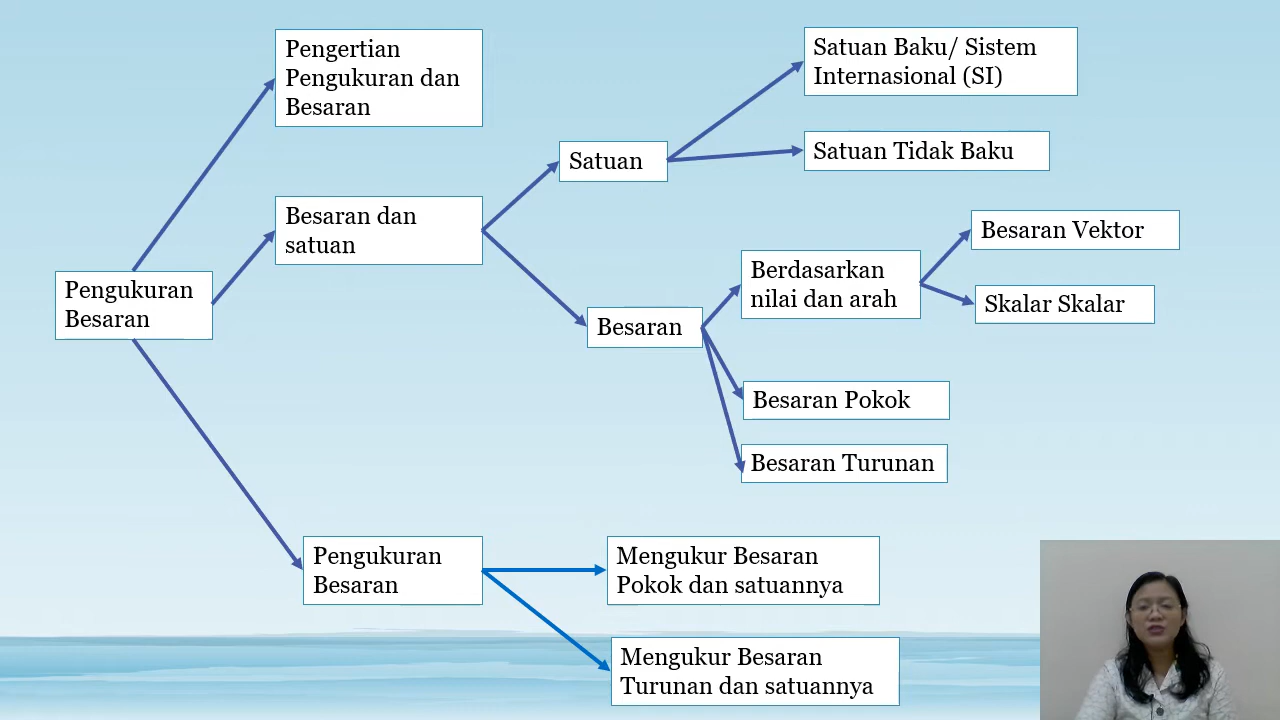 Pengertian
Pengukuran dan
Besaran
Satuan Baku/ Sistem
Internasional (SI)
Satuan
Satuan Tidak Baku
Besaran dan
satuan
Besaran Vektor
Berdasarkan
nilai dan arah
Pengukuran
Besaran
Skalar Skalar
Besaran
Besaran Pokok
Besaran Turunan
Pengukuran
Besaran
Mengukur Besaran
Pokok dan satuannya
Mengukur Besaran
Turunan dan satuannya